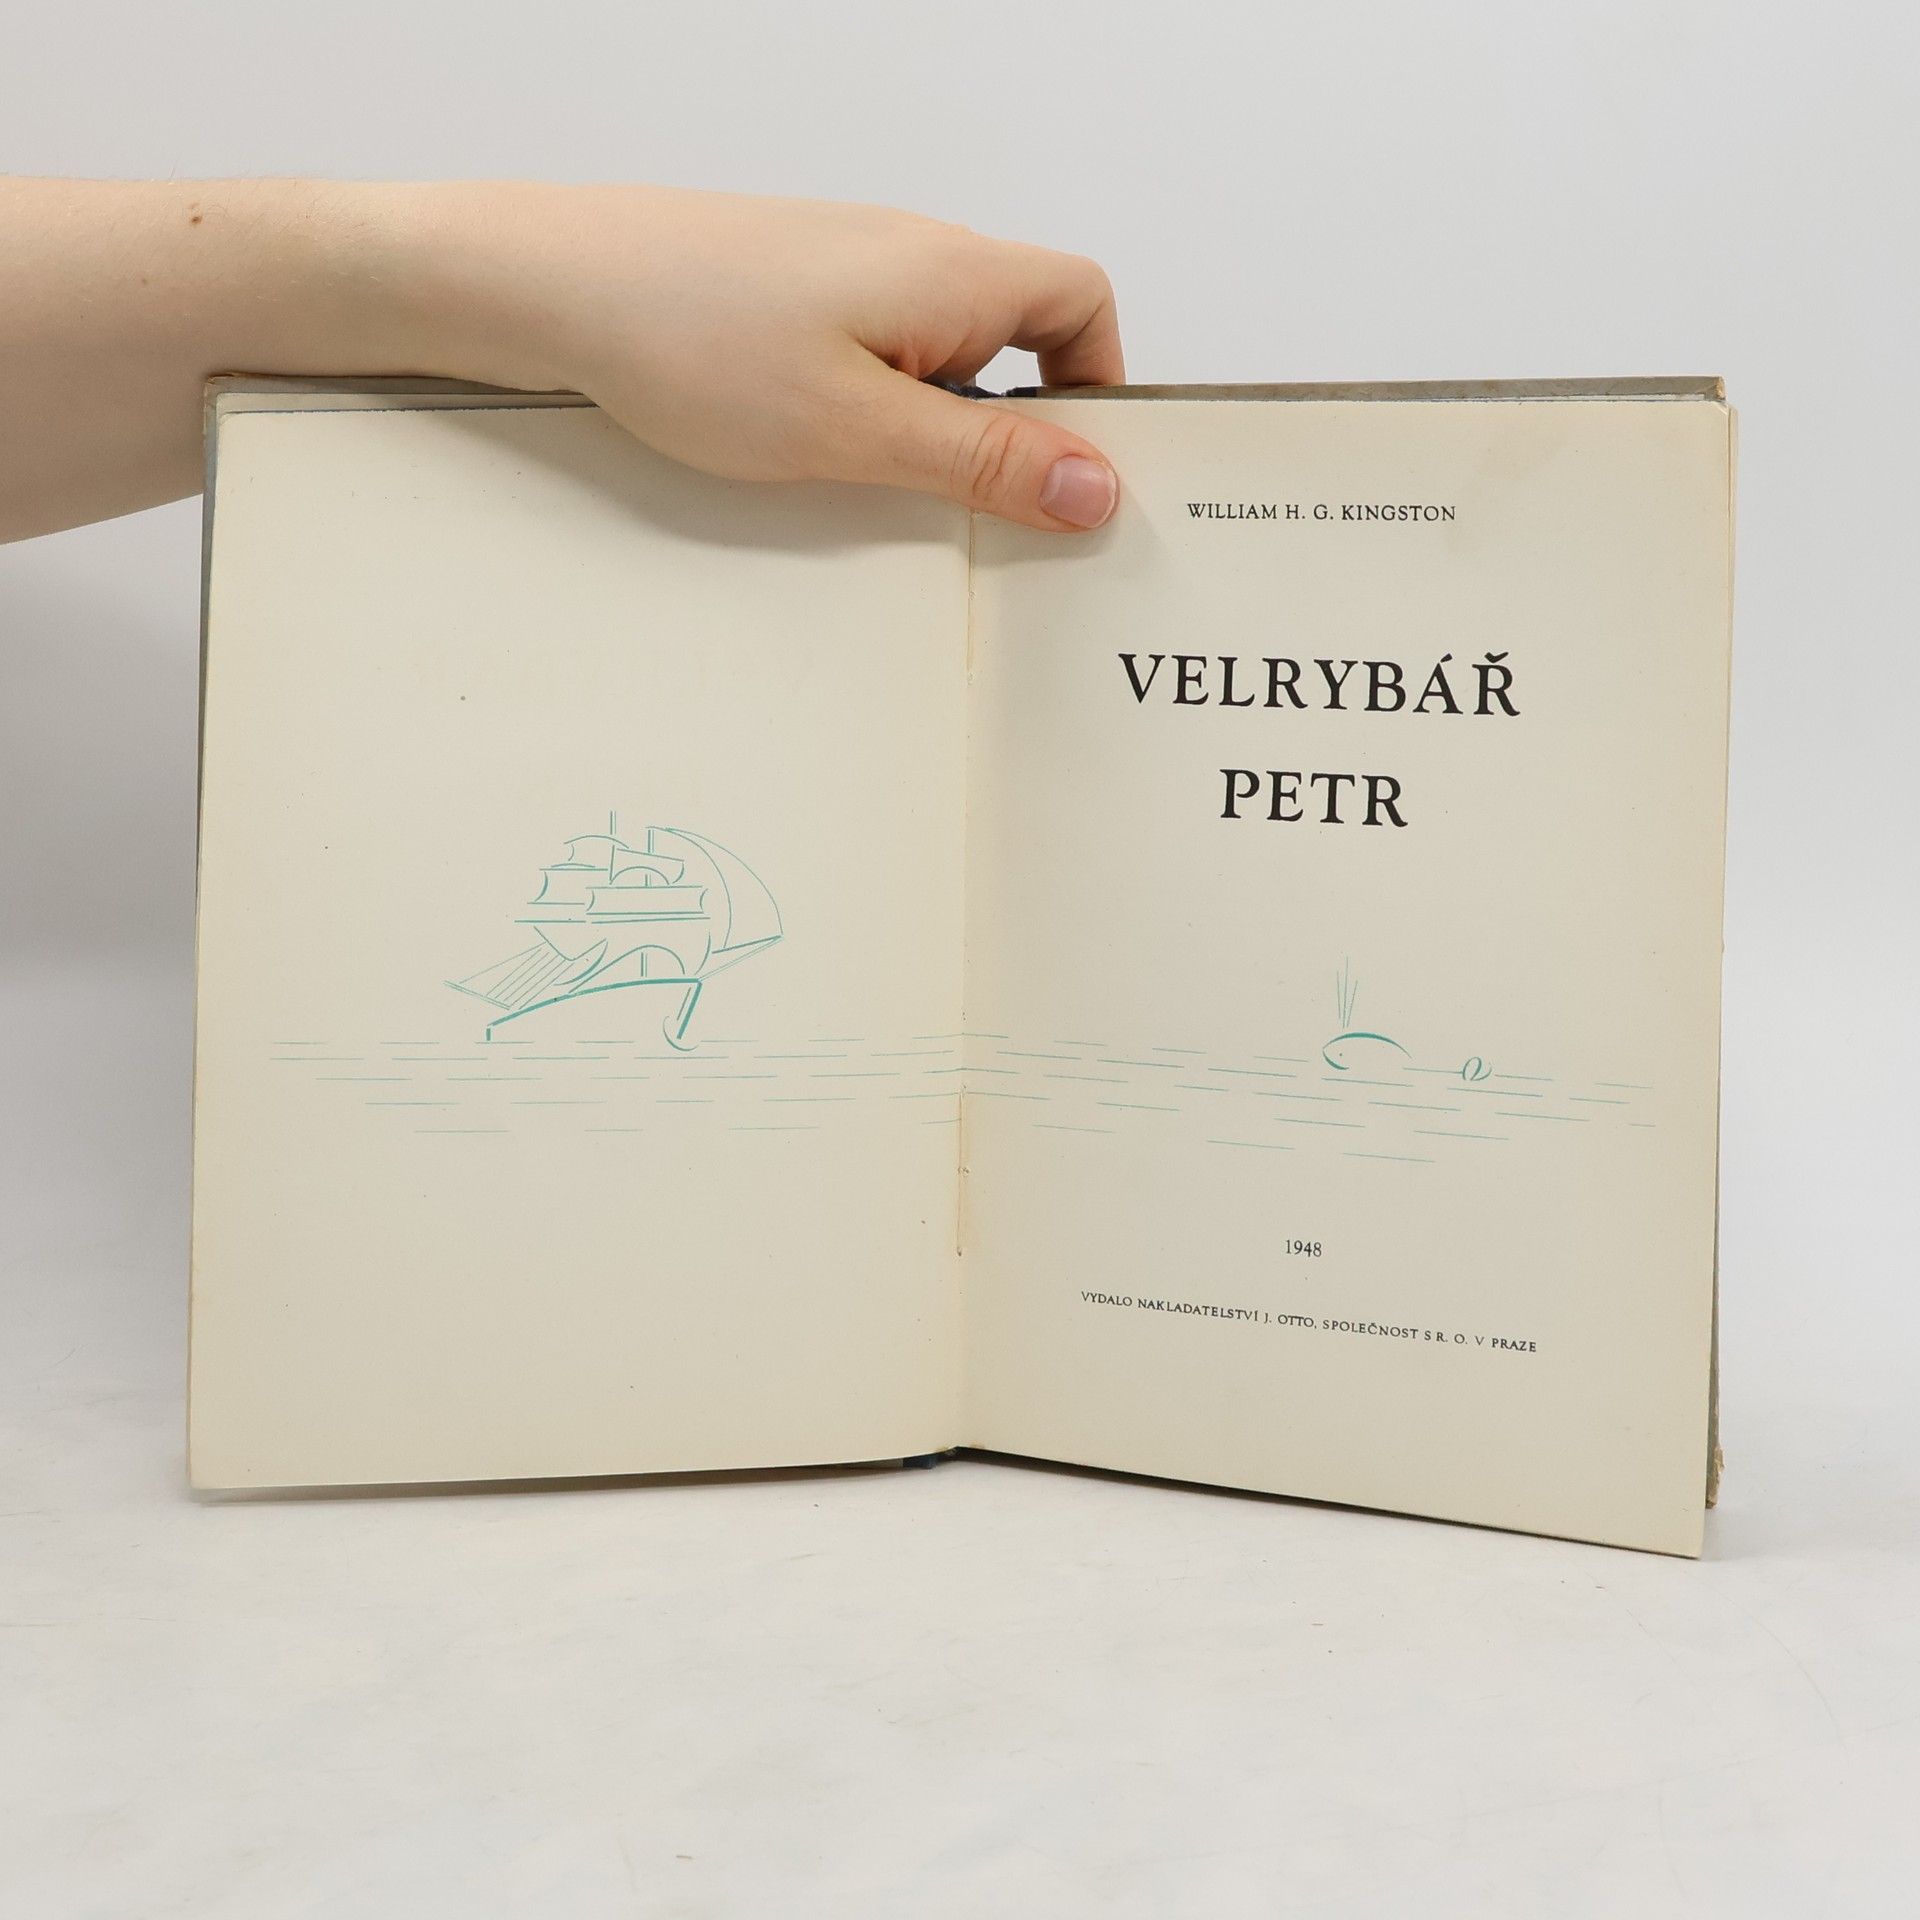 WILLIAM H. G. KINGSTON
VELRYBÁŘ
PETR
1948
VYDALO NAKLADATELSTVÍ J. OTTO, SPOLEČNOST S R. O. V PRAZE